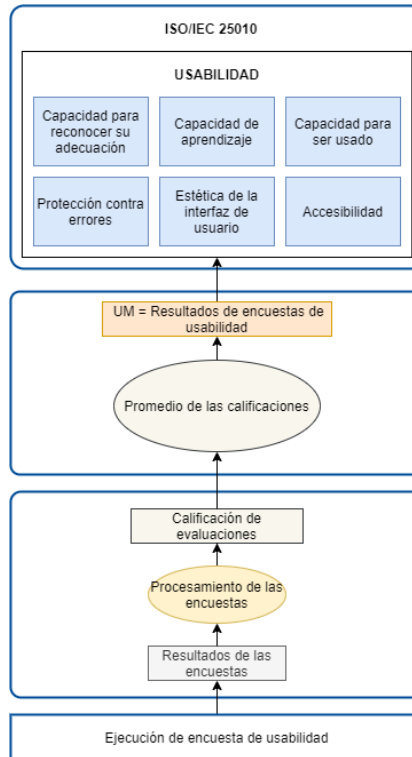 ISO/IEC 25010
USABILIDAD
Capacidad para
reconocer su
adecuación
Capacidad de
aprendizaje
Capacidad para
ser usado
Protección contra
errores
Estética de la
interfaz de
usuario
Accesibilidad
UM = Resultados de encuestas de
usabilidad
Promedio de las calificaciones
Calificación de
evaluaciones
Procesamiento de las
encuestas
Resultados de las
encuestas
Ejecución de encuesta de usabilidad